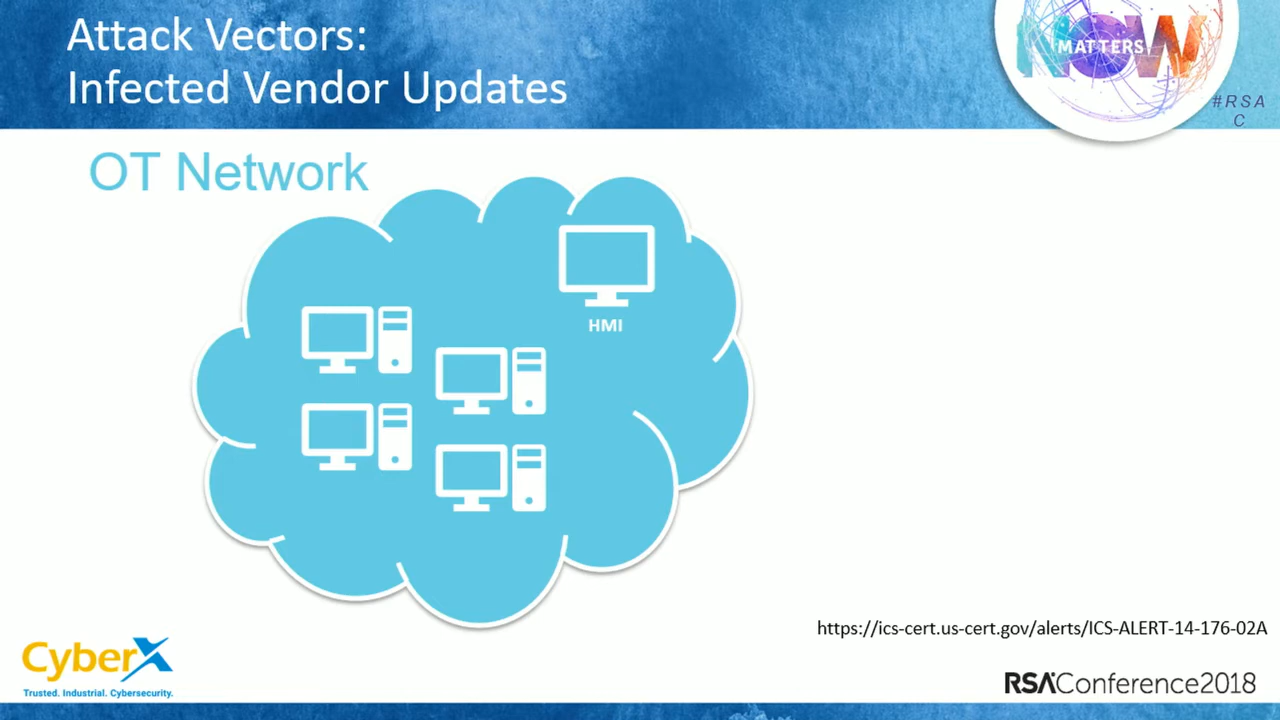 Attack Vectors:
Infected Vendor Updates
NOW
MATTERS
#RSA
C
OT Network
HMI
https://ics-cert.us-cert.gov/alerts/ICS-ALERT-14-176-02A
CyberX
Trusted. Industrial. Cybersecurity.
RSAConference2018